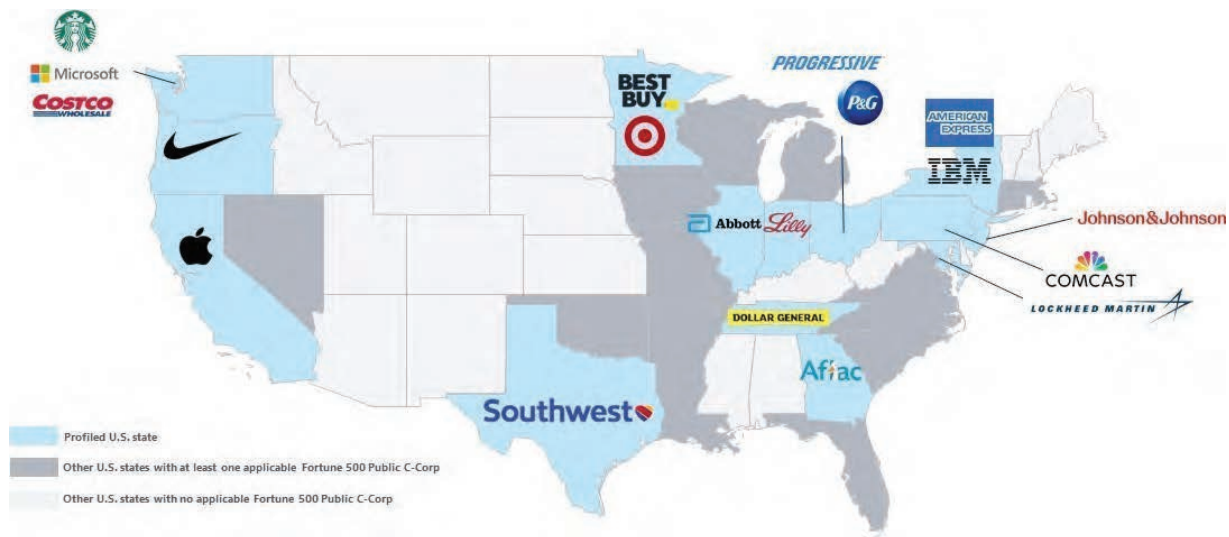 Microsoft
COSTCO
WHOLESALE
BEST
BUY
PROGRESSIVE
P&G
AMERICAN
EXPRESS
IBM
Abbott
Lilly
Johnson&Johnson
COMCAST
LOCKHEED MARTIN
DOLLAR GENERAL
Aflac
Southwest
Profiled U.S. state
Other U.S. states with at least one applicable Fortune 500 Public C-Corp
Other U.S. states with no applicable Fortune 500 Public C-Corp